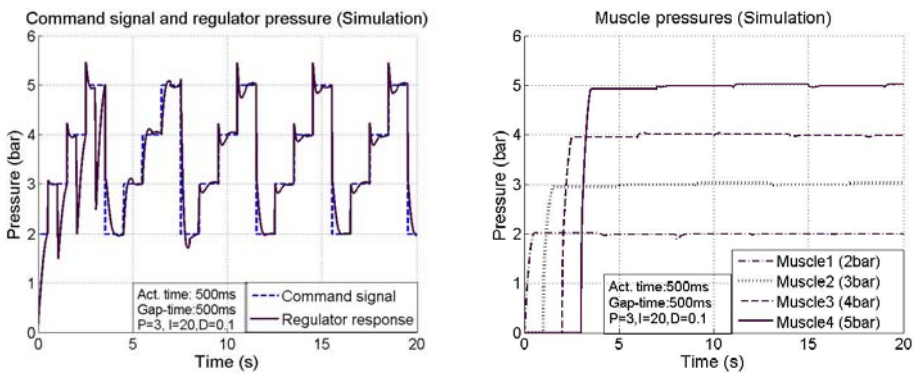 Command signal and regulator pressure (Simulation)
6
5
4
3
2
1
0
Pressure (bar)
Act. time: 500ms
Gap-time:500ms
P=3, I=20,D=0.1
Command signal
Regulator response
0
5
10
15
20
Time (s)
Muscle pressures (Simulation)
6
5
4
3
2
1
0
Pressure (bar)
Act. time:500ms
Gap-time:500ms
P=3, I=20,D=0.1
Muscle1 (2bar)
Muscle2 (3bar)
Muscle3 (4bar)
Muscle4 (5bar)
0
5
10
15
20
Time (s)